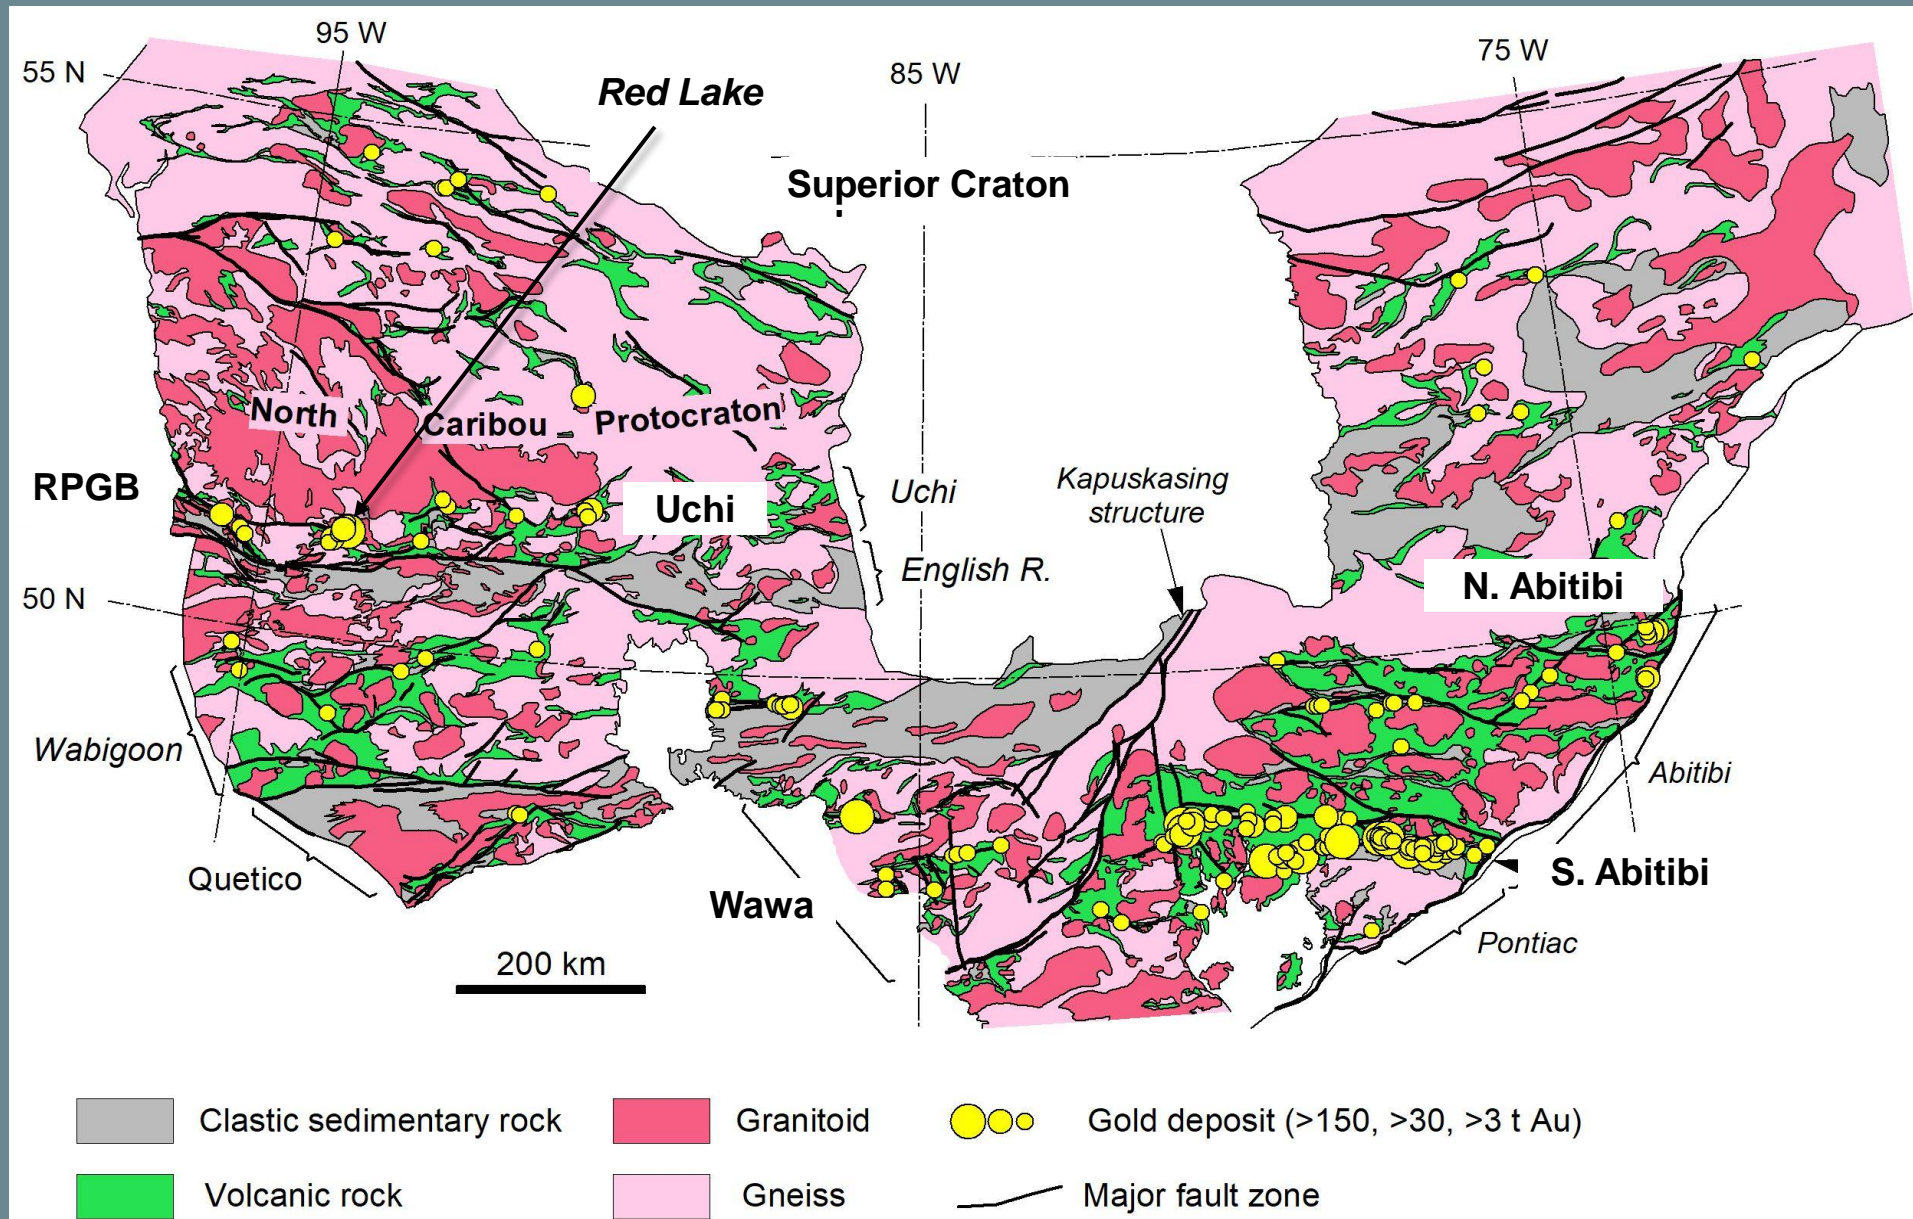 95 W
75 W
55 N
85 W
Red Lake
Superior Craton
North
Caribou
Protocraton
RPGB
Uchi
Uchi
Kapuskasing
structure
English R.
N. Abitibi
50 N
Wabigoon
Abitibi
Quetico
Wawa
S. Abitibi
Pontiac
200 km
Clastic sedimentary rock
Granitoid
Gold deposit (>150, >30, >3 t Au)
Volcanic rock
Gneiss
Major fault zone